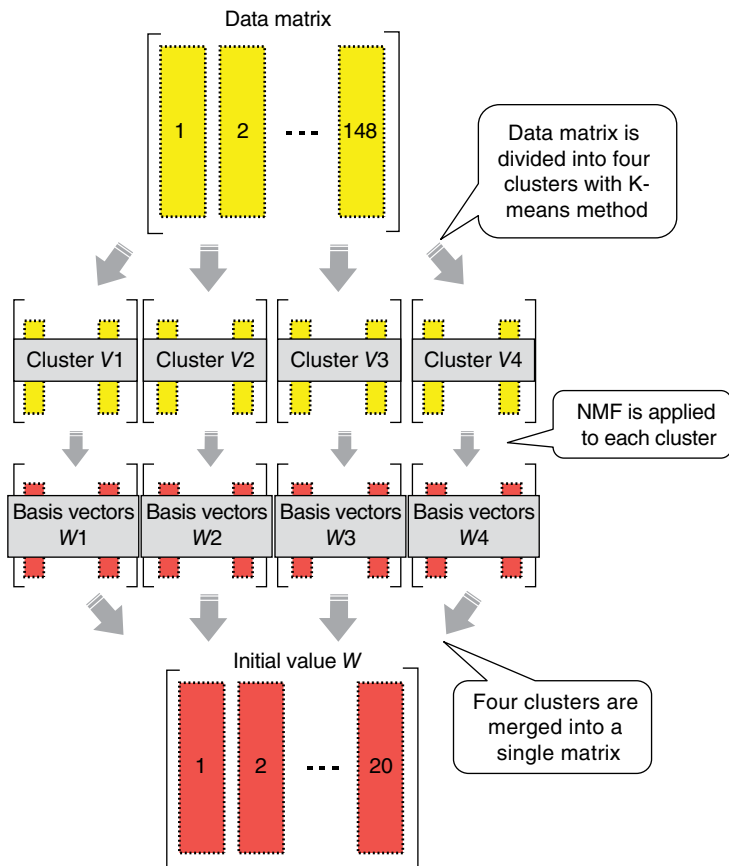 Data matrix
1 2 148
Data matrix is
divided into four
clusters with K-
means method
Cluster V1 Cluster V2 Cluster V3 Cluster V4
NMF is applied
to each cluster
Basis vectors Basis vectors Basis vectors Basis vectors
W1 W2 W3 W4
Initial value W
Four clusters are
merged into a
single matrix
1 2 20